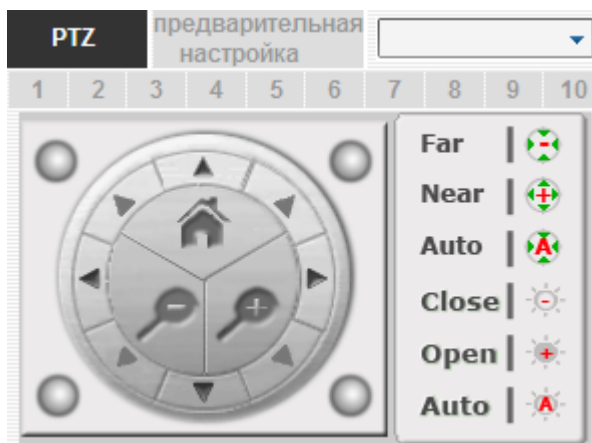 PTZ
предварительная
настройка
1 2 3 4 5 6 7 8 9 10
Far -
Near +
Auto A
Close -
Open +
Auto A